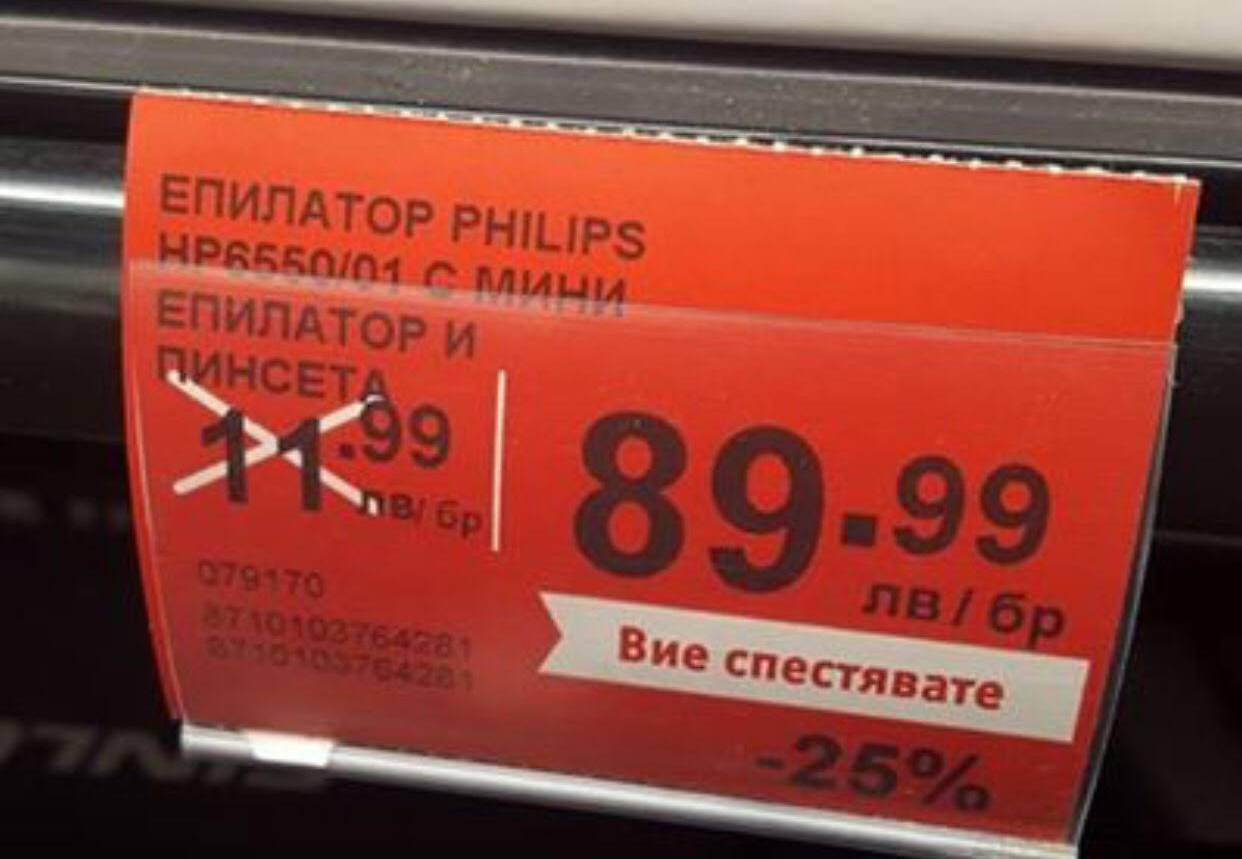 ЕПИЛАТОР PHILIPS
HP6550/01 С МИНИ
ЕПИЛАТОР И
ПИНСЕТА
11.99
лв/бр
89.99
лв/бр
079170
8710103764281
8710103764281
Вие спестявате
-25%